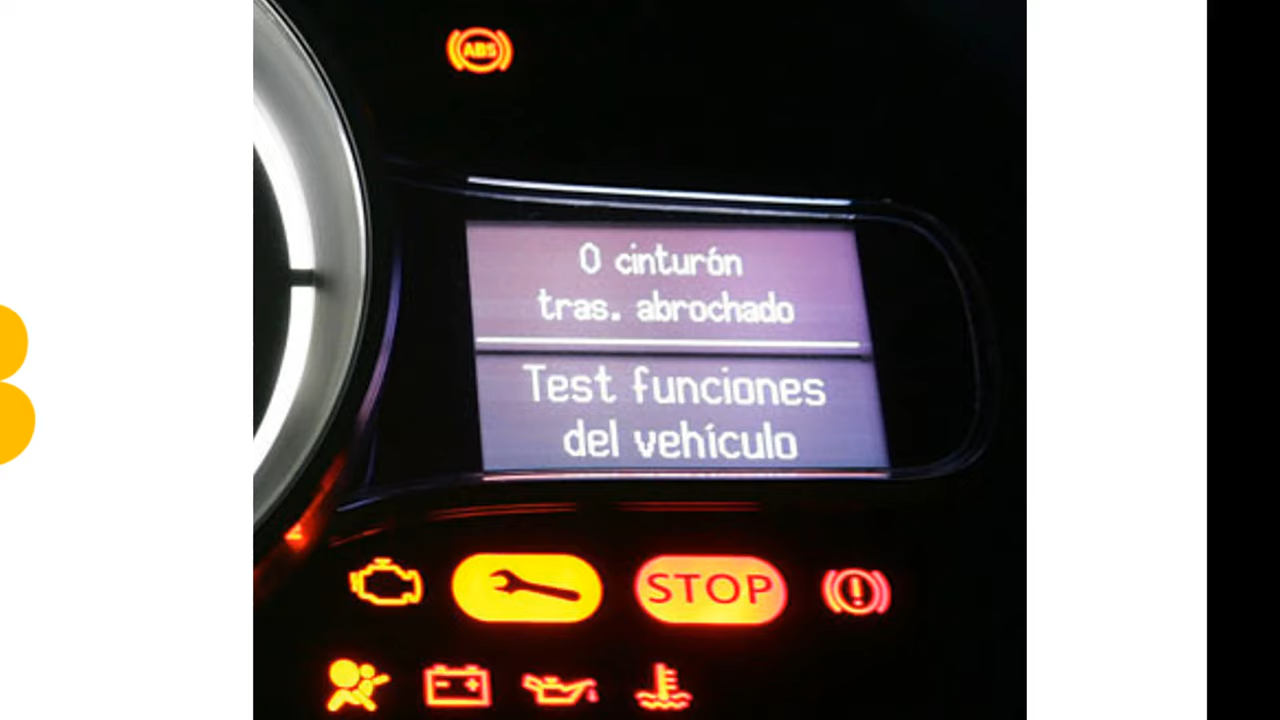 ABS
0 cinturón
tras. abrochado
Test funciones
del vehículo
STOP